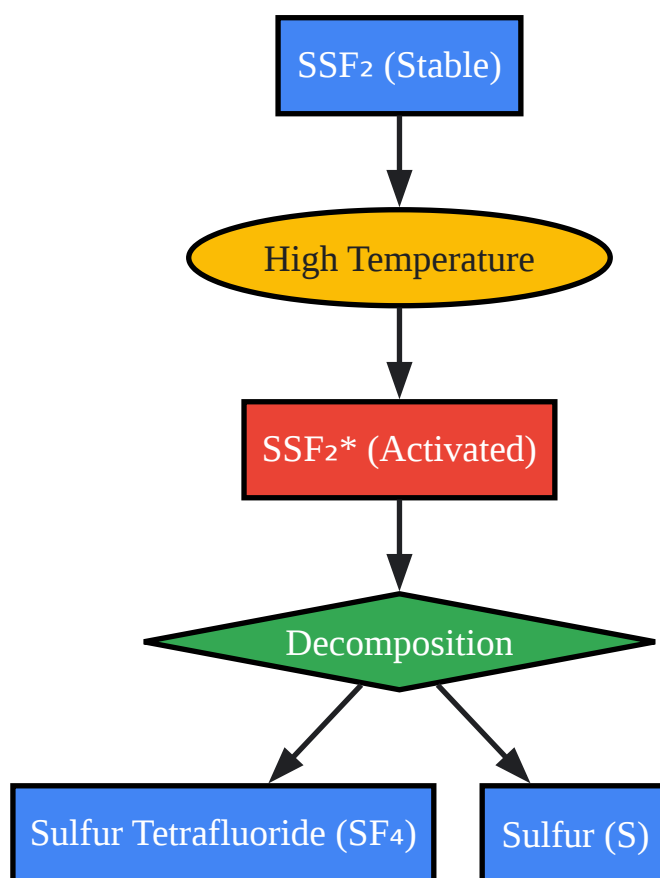 SSF₂ (Stable)
High Temperature
SSF₂* (Activated)
Decomposition
Sulfur Tetrafluoride (SF₄)
Sulfur (S)